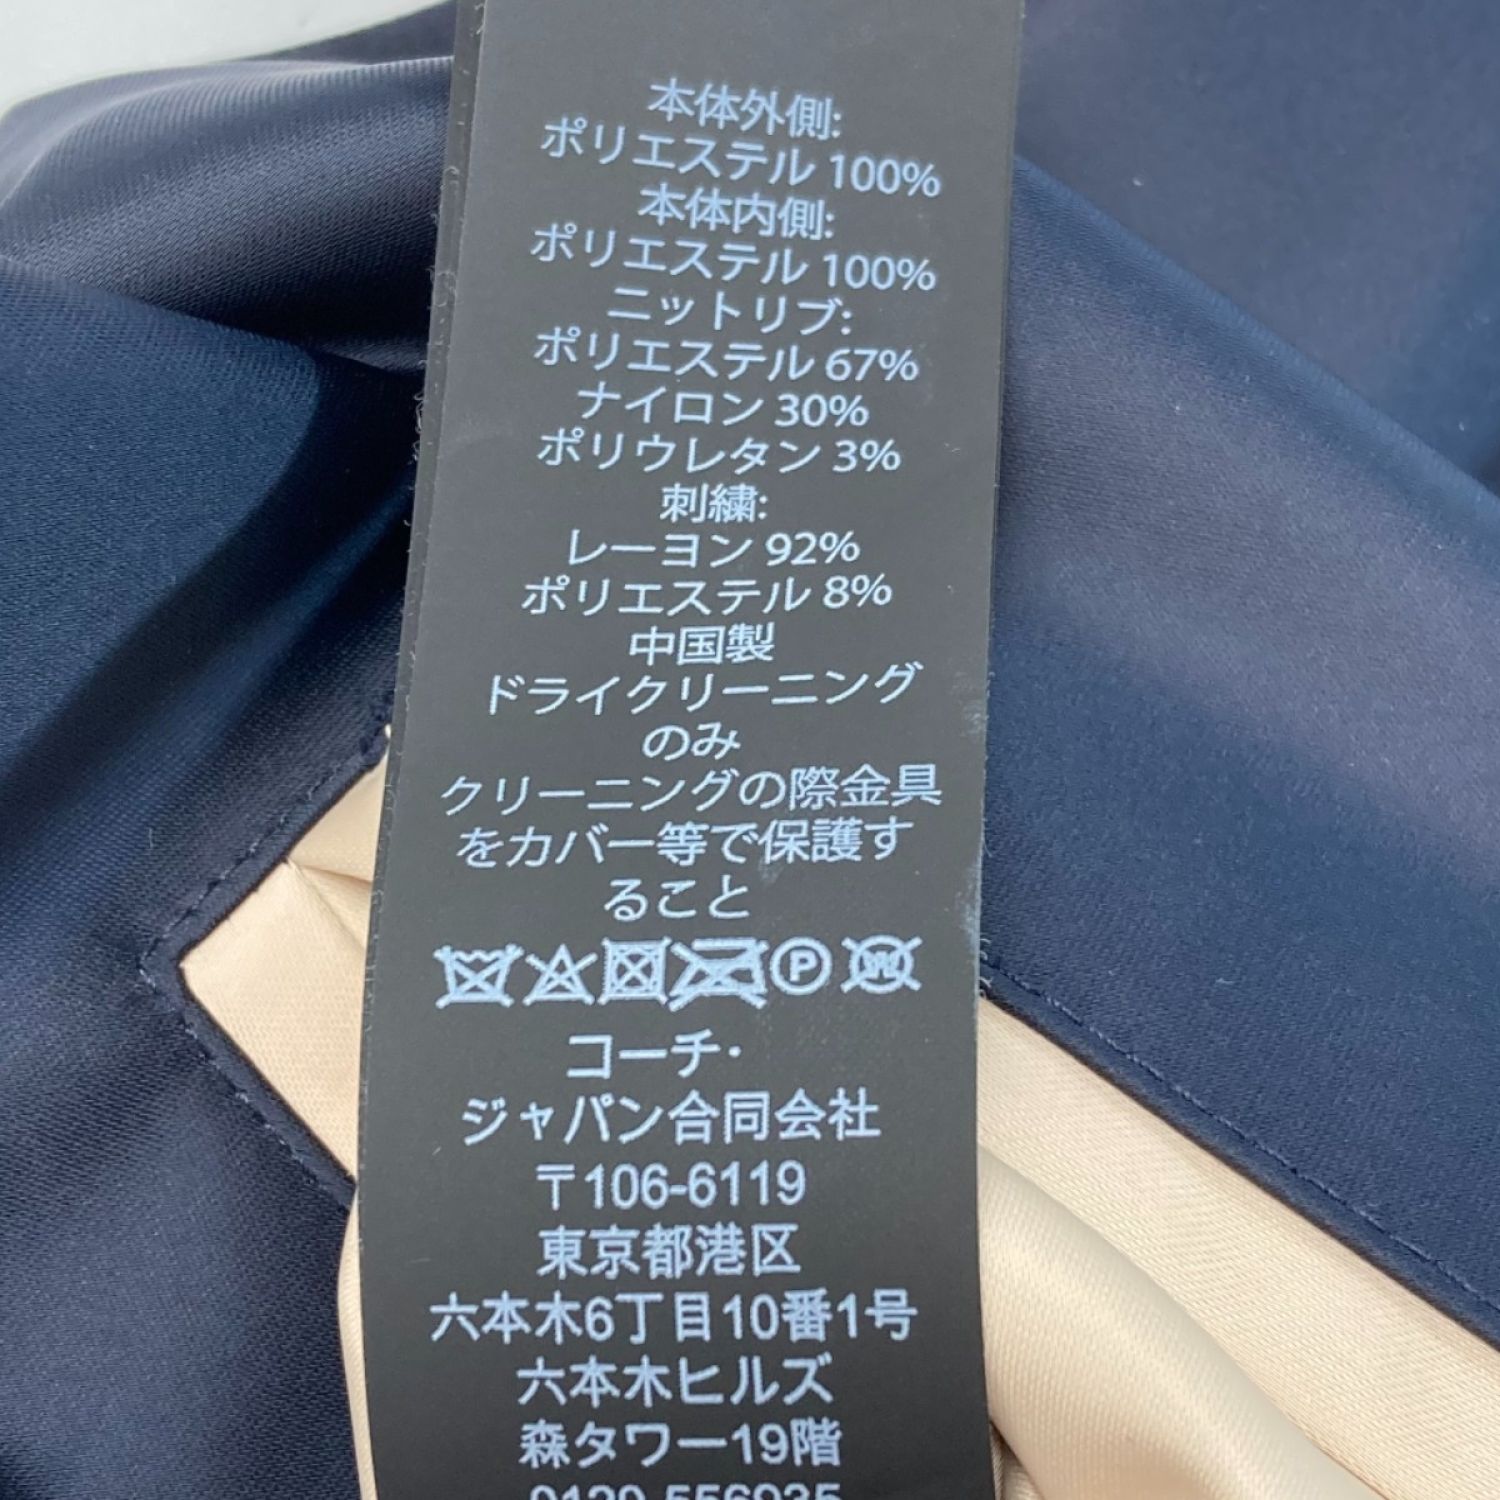 本体外側:
ポリエステル 100%
本体内側:
ポリエステル 100%
ニットリブ:
ポリエステル 67%
ナイロン 30%
ポリウレタン 3%
刺繍:
レーヨン 92%
ポリエステル 8%
中国製
ドライクリーニング
のみ
クリーニングの際金具
をカバー等で保護す
ること
P W
コーチ・
ジャパン合同会社
〒106-6119
東京都港区
六本木6丁目10番1号
六本木ヒルズ
森タワー19階
0120-556935